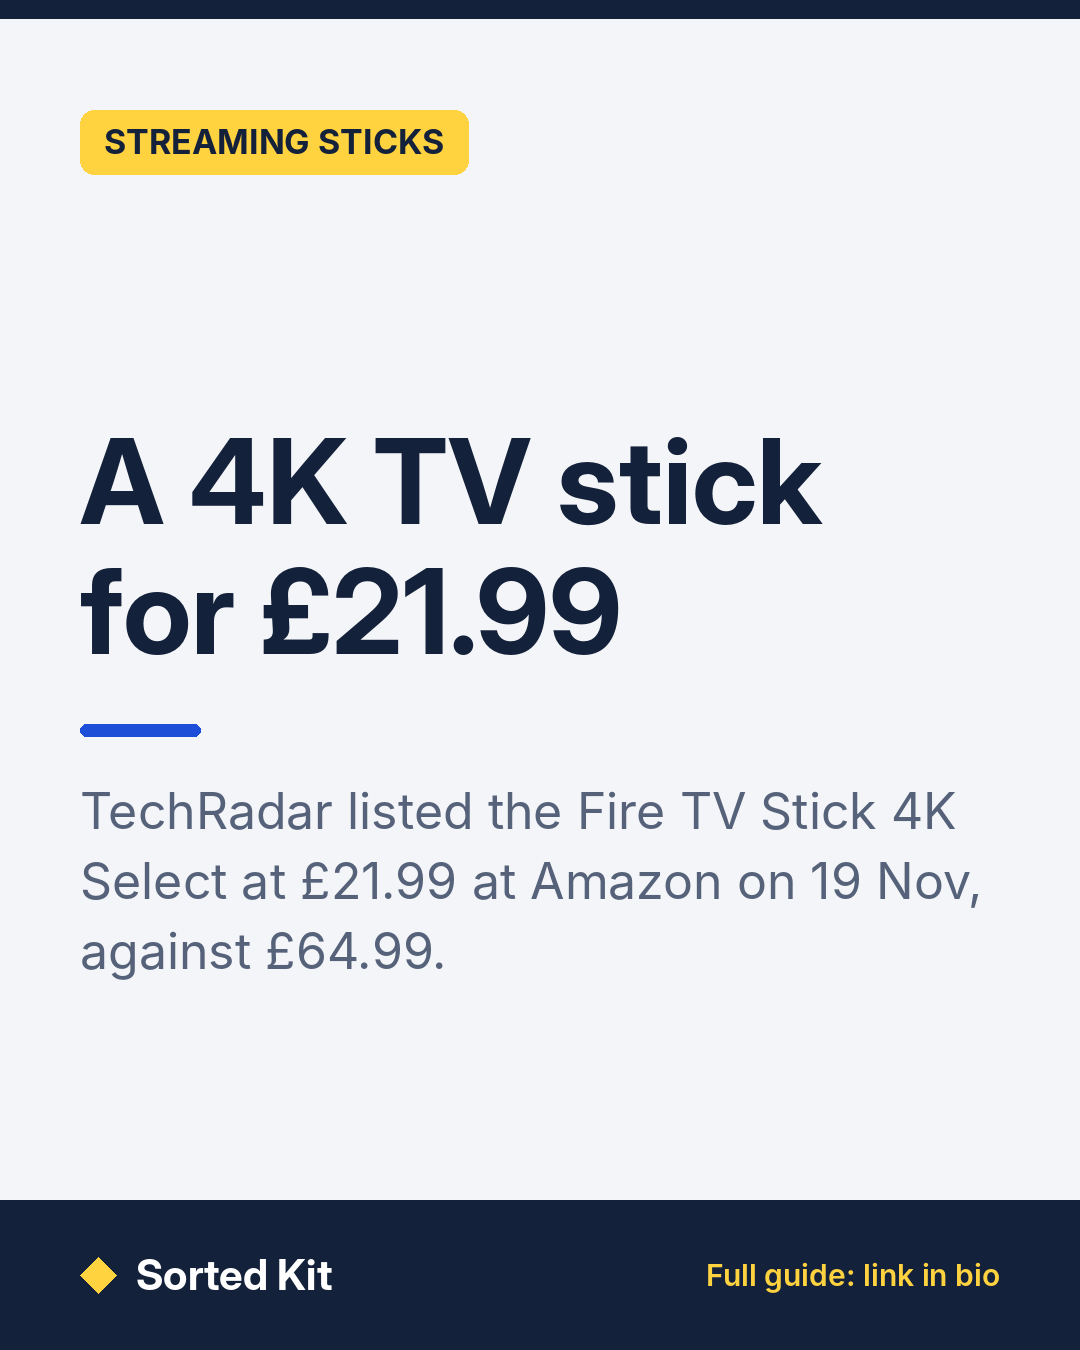 STREAMING STICKS
A 4K TV stick
for £21.99
TechRadar listed the Fire TV Stick 4K
Select at £21.99 at Amazon on 19 Nov,
against £64.99.
Sorted Kit
Full guide: link in bio